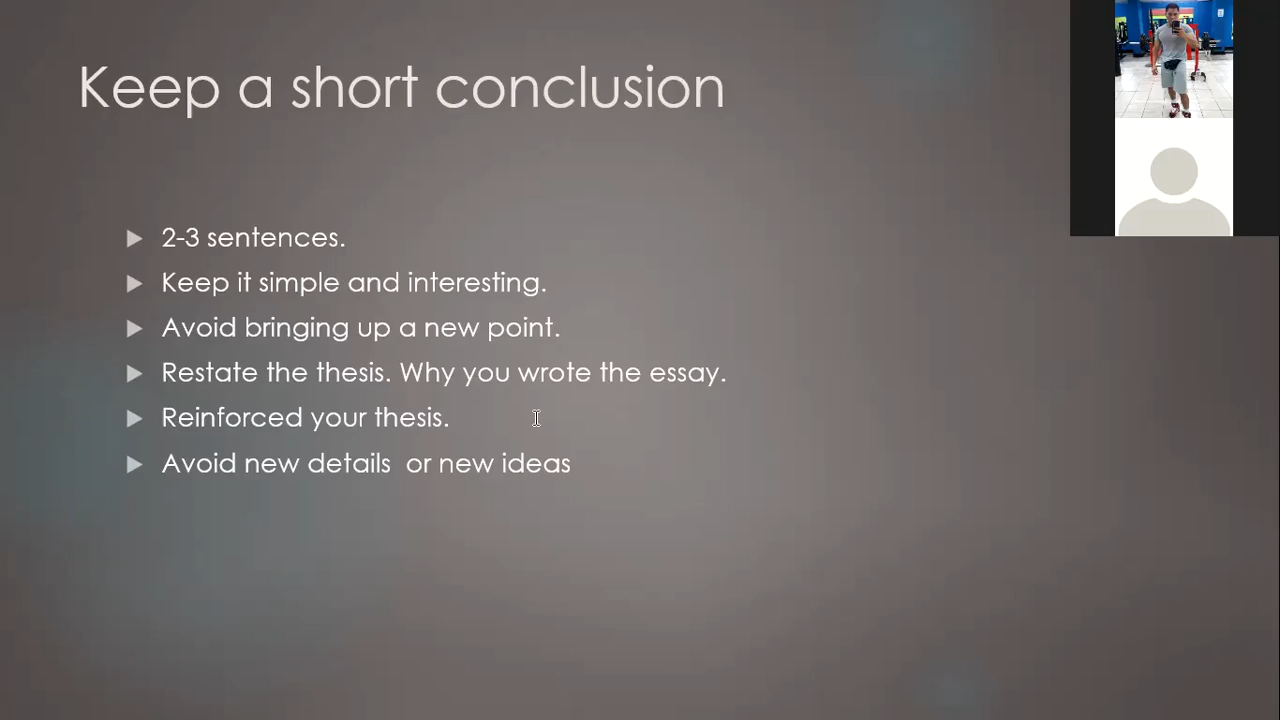 Keep a short conclusion
2-3 sentences.
Keep it simple and interesting.
Avoid bringing up a new point.
Restate the thesis. Why you wrote the essay.
Reinforced your thesis.
Avoid new details  or new ideas